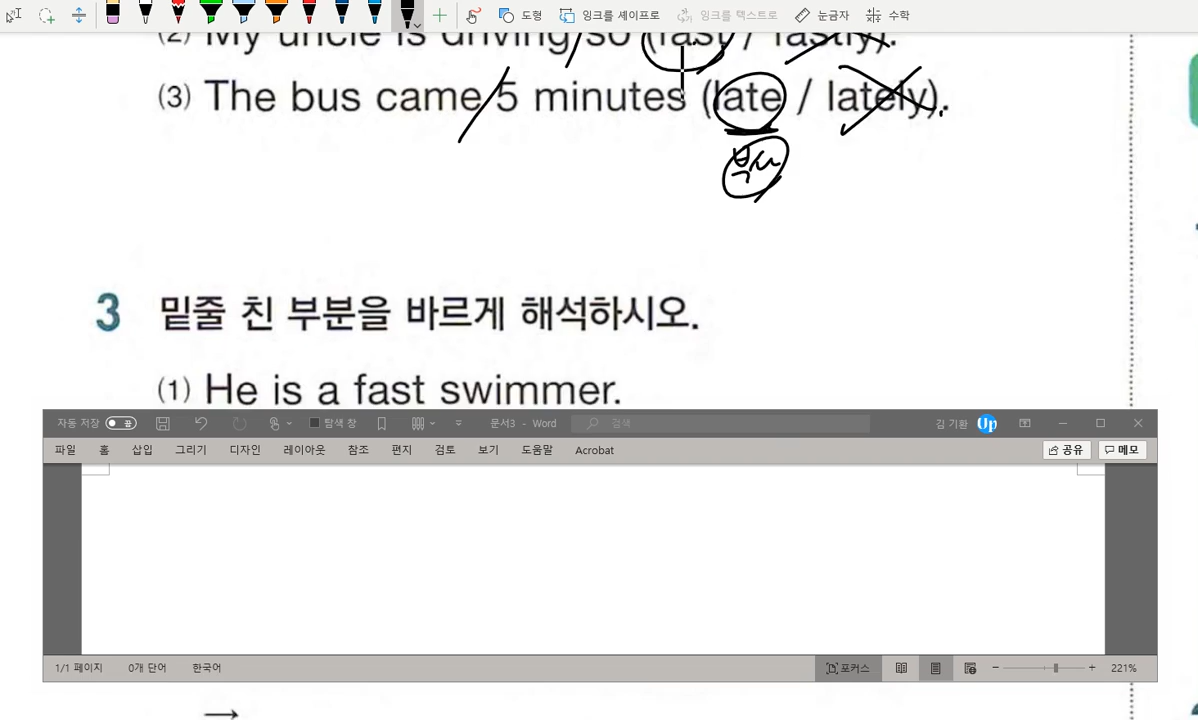 도형 잉크를 셰이프로 잉크를 텍스트로 눈금자 수학
(2) My uncle is driving so (fast / fastly).
(3) The bus came 5 minutes (late / lately).
부사
3 밑줄 친 부분을 바르게 해석하시오.
(1) He is a fast swimmer.
자동 저장 끔 탐색 창 문서3 - Word 검색 김 기환 Up
파일 홈 삽입 그리기 디자인 레이아웃 참조 편지 검토 보기 도움말 Acrobat 공유 메모
1/1 페이지 0개 단어 한국어 포커스 − + 221%
→